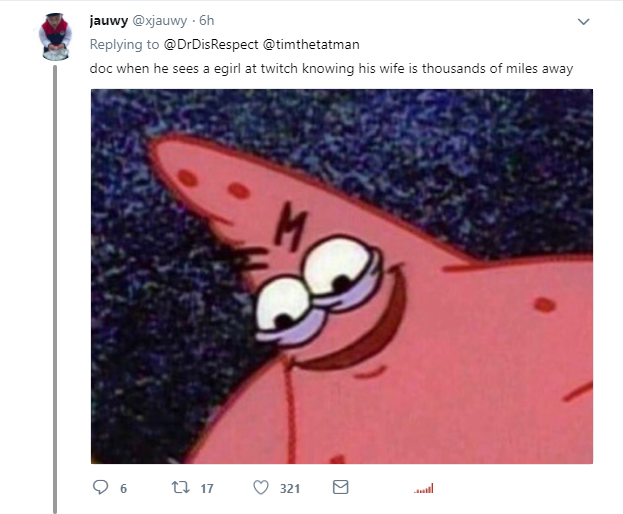 jauwy @xjauwy · 6h
Replying to @DrDisRespect @timthetatman
doc when he sees a egirl at twitch knowing his wife is thousands of miles away
6 17 321